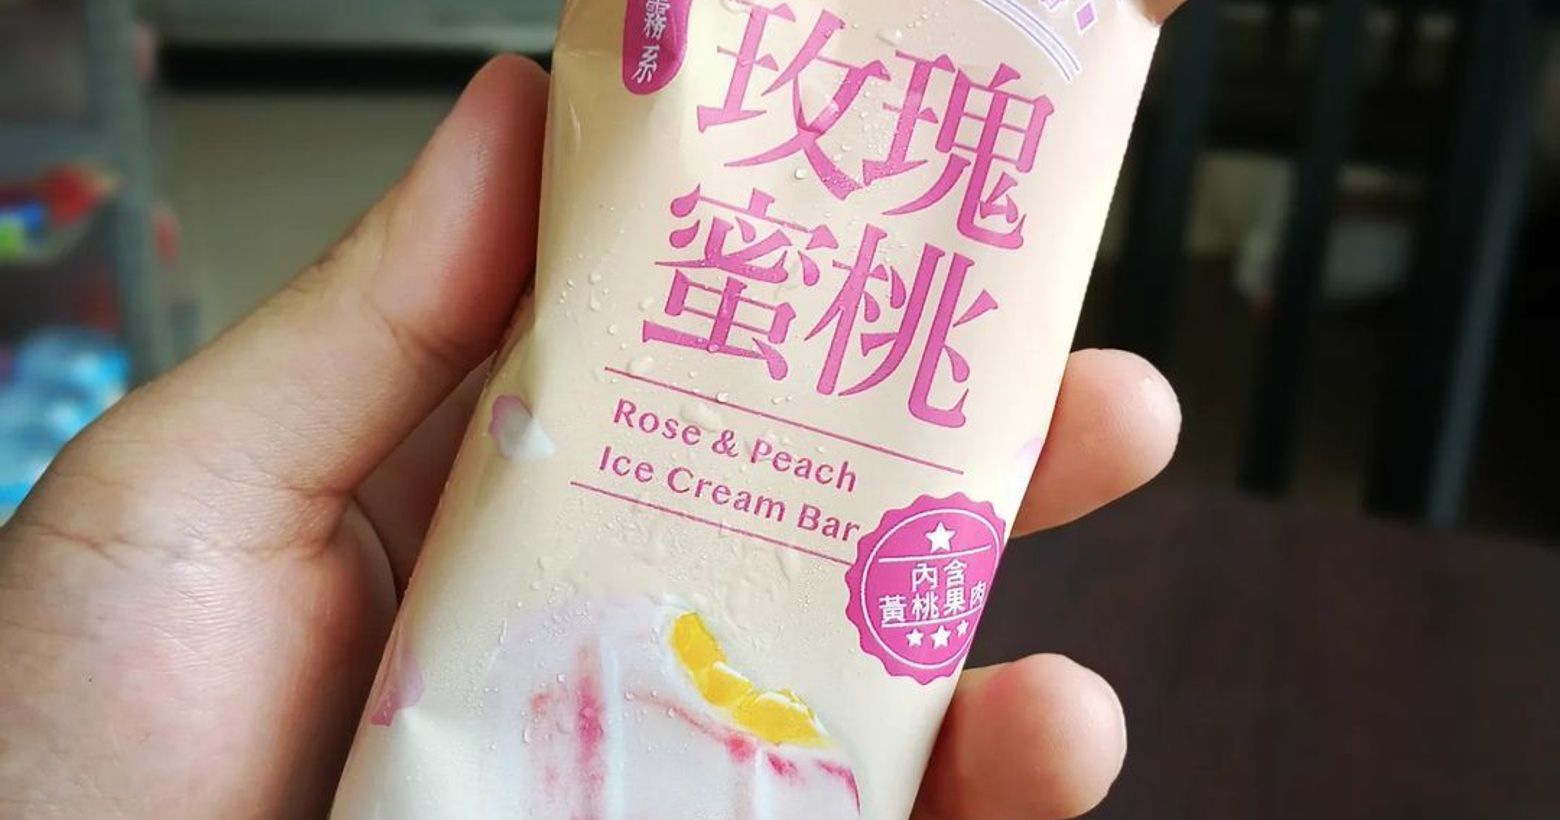 霧系
玫瑰
蜜桃
Rose & Peach
Ice Cream Bar
內含
黃桃果肉